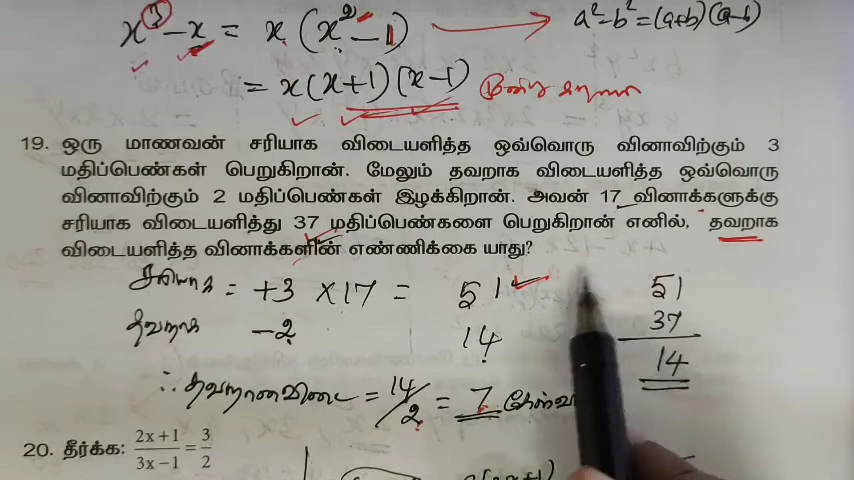 x³ - x = x (x² - 1) → a² - b² = (a+b)(a-b)
= x(x+1)(x-1)
19. ஒரு மாணவன் சரியாக விடையளித்த ஒவ்வொரு வினாவிற்கும் 3
மதிப்பெண்கள் பெறுகிறான். மேலும் தவறாக விடையளித்த ஒவ்வொரு
வினாவிற்கும் 2 மதிப்பெண்கள் இழக்கிறான். அவன் 17 வினாக்களுக்கு
சரியாக விடையளித்து 37 மதிப்பெண்களை பெறுகிறான் எனில், தவறாக
விடையளித்த வினாக்களின் எண்ணிக்கை யாது?
சரியாக = +3 × 17 = 51 51
தவறாக -2 14 37
14
∴ தவறானவிடை = 14/2 = 7
20. தீர்க்க: (2x+1)/(3x-1) = 3/2